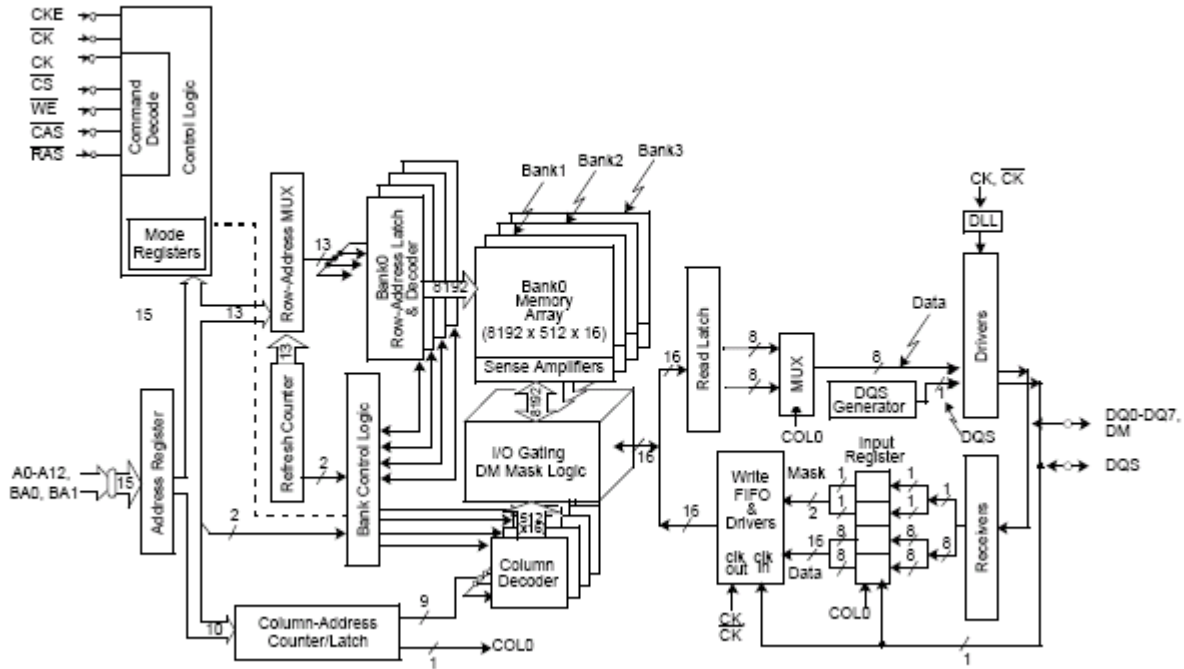 CKE
CK
CK
CS
WE
CAS
RAS
Command
Decode
Control Logic
Mode
Registers
15
13
Row-Address MUX
13
13
Refresh Counter
2
Bank0
Row-Address Latch
& Decoder
8192
Bank1
Bank2
Bank3
Bank0
Memory
Array
(8192 x 512 x 16)
Sense Amplifiers
8192
I/O Gating
DM Mask Logic
16
Bank Control Logic
A0-A12,
BA0, BA1
15
Address Register
2
10
Column-Address
Counter/Latch
9
1
COL0
512
x16
Column
Decoder
16
Read Latch
8
8
MUX
COL0
8
Data
DQS
Generator
1
DQS
CK, CK
DLL
Drivers
DQ0-DQ7,
DM
DQS
Receivers
Input
Register
Mask
1
1
2
1
1
1
16
8
8
8
8
8
Data
COL0
Write
FIFO
&
Drivers
clk clk
out in
CK
CK
16
1